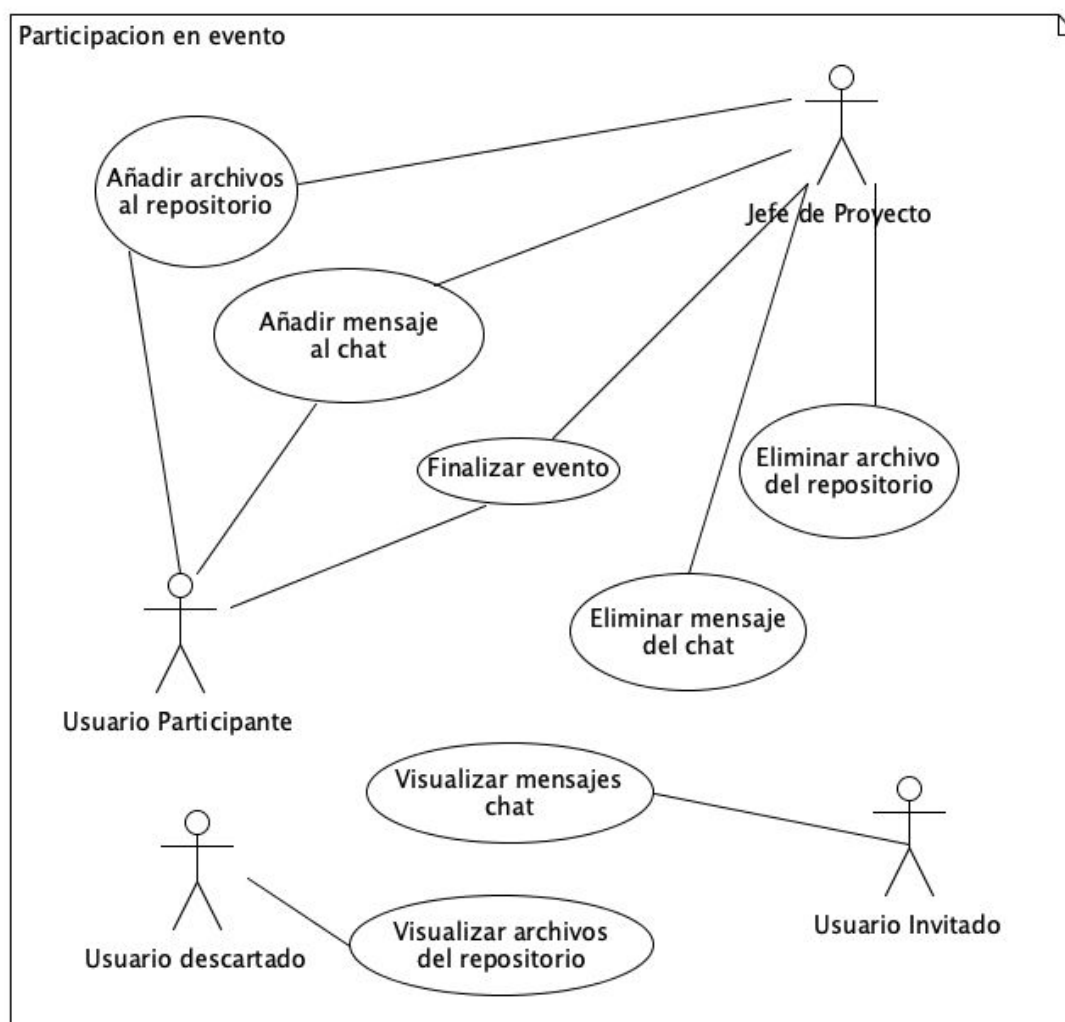 Participacion en evento
Añadir archivos
al repositorio
Jefe de Proyecto
Añadir mensaje
al chat
Finalizar evento
Eliminar archivo
del repositorio
Eliminar mensaje
del chat
Usuario Participante
Visualizar mensajes
chat
Usuario Invitado
Visualizar archivos
del repositorio
Usuario descartado